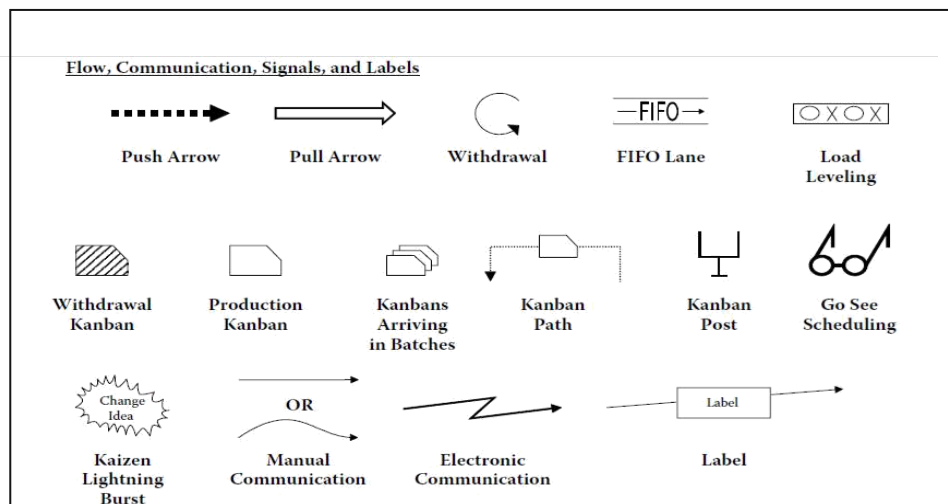 Flow, Communication, Signals, and Labels
FIFO
O X O X
Push Arrow
Pull Arrow
Withdrawal
FIFO Lane
Load
Leveling
Withdrawal
Kanban
Production
Kanban
Kanbans
Arriving
in Batches
Kanban
Path
Kanban
Post
Go See
Scheduling
Change
Idea
OR
Label
Kaizen
Lightning
Burst
Manual
Communication
Electronic
Communication
Label